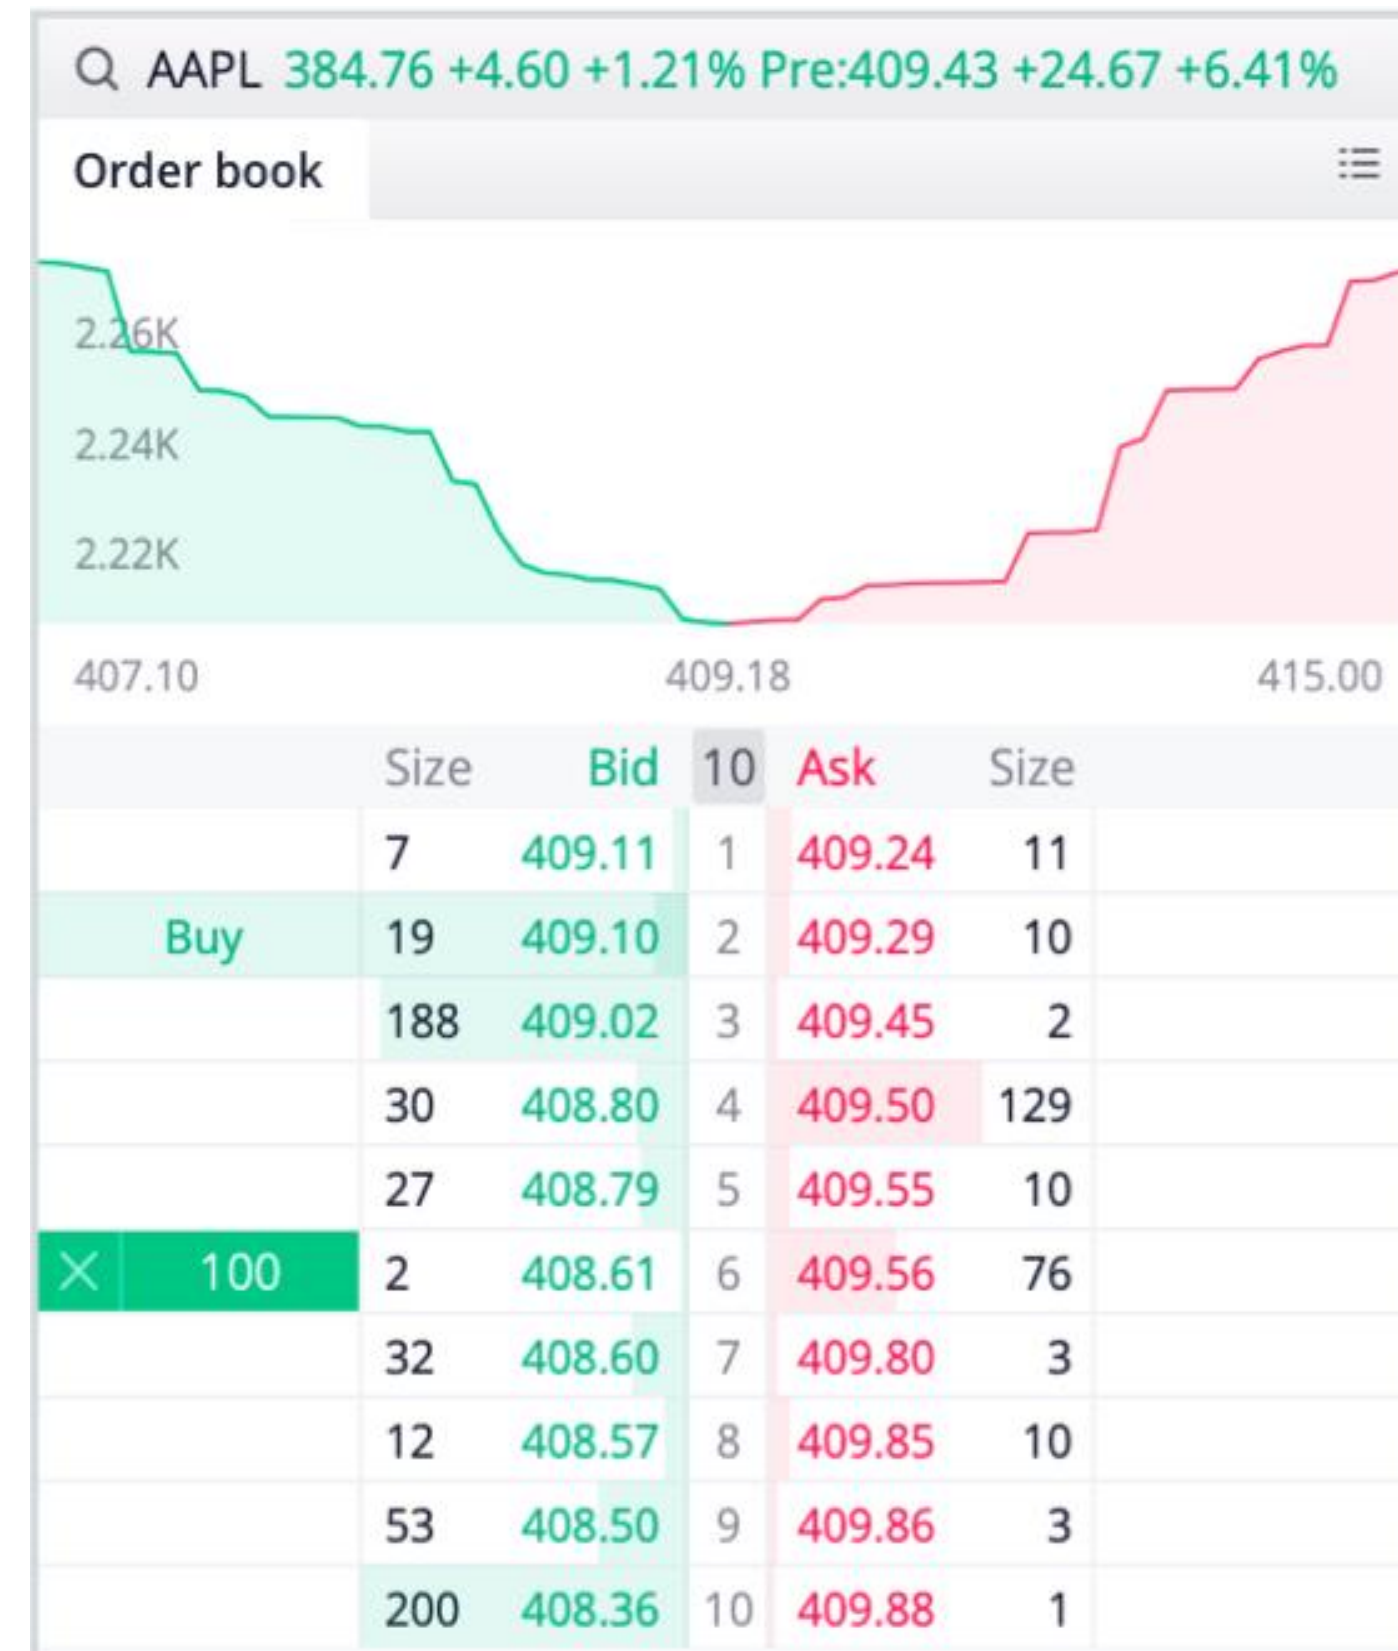 AAPL 384.76 +4.60 +1.21% Pre:409.43 +24.67 +6.41%
Order book
2.26K
2.24K
2.22K
407.10 409.18 415.00
Size Bid 10 Ask Size
7 409.11 1 409.24 11
Buy 19 409.10 2 409.29 10
188 409.02 3 409.45 2
30 408.80 4 409.50 129
27 408.79 5 409.55 10
100 2 408.61 6 409.56 76
32 408.60 7 409.80 3
12 408.57 8 409.85 10
53 408.50 9 409.86 3
200 408.36 10 409.88 1